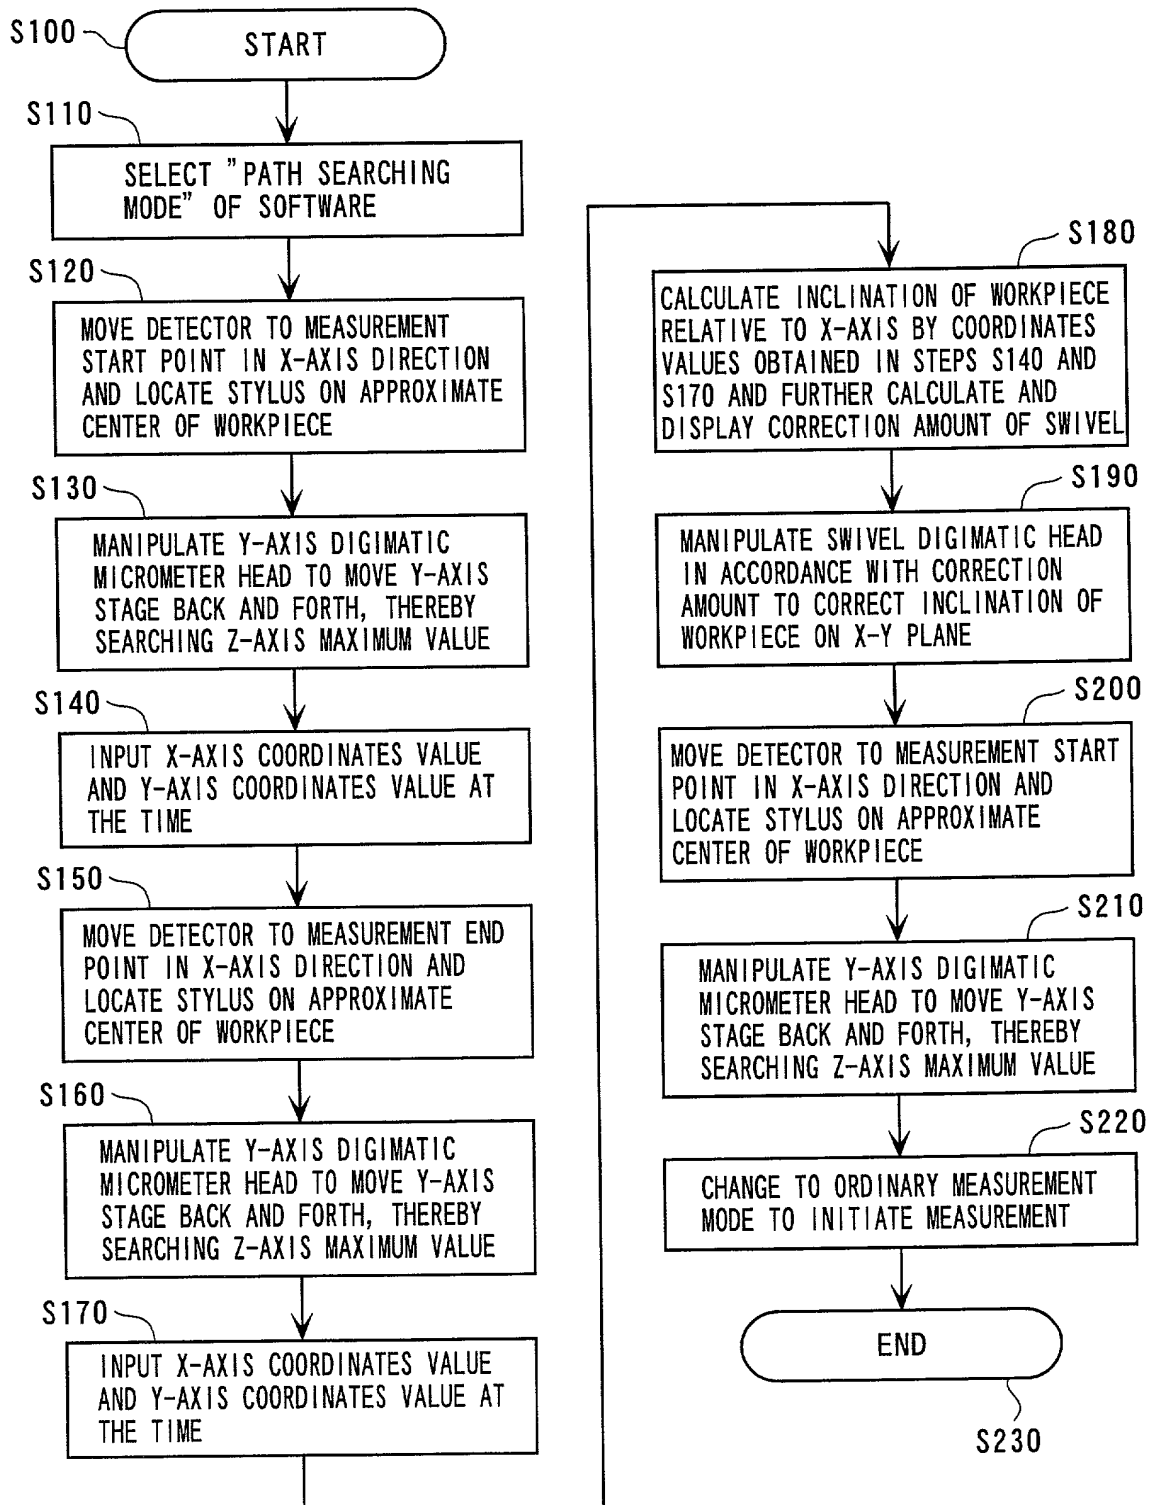 S100
START
S110
SELECT "PATH SEARCHING
MODE" OF SOFTWARE
S120
MOVE DETECTOR TO MEASUREMENT
START POINT IN X-AXIS DIRECTION
AND LOCATE STYLUS ON APPROXIMATE
CENTER OF WORKPIECE
S130
MANIPULATE Y-AXIS DIGIMATIC
MICROMETER HEAD TO MOVE Y-AXIS
STAGE BACK AND FORTH, THEREBY
SEARCHING Z-AXIS MAXIMUM VALUE
S140
INPUT X-AXIS COORDINATES VALUE
AND Y-AXIS COORDINATES VALUE AT
THE TIME
S150
MOVE DETECTOR TO MEASUREMENT END
POINT IN X-AXIS DIRECTION AND
LOCATE STYLUS ON APPROXIMATE
CENTER OF WORKPIECE
S160
MANIPULATE Y-AXIS DIGIMATIC
MICROMETER HEAD TO MOVE Y-AXIS
STAGE BACK AND FORTH, THEREBY
SEARCHING Z-AXIS MAXIMUM VALUE
S170
INPUT X-AXIS COORDINATES VALUE
AND Y-AXIS COORDINATES VALUE AT
THE TIME
S180
CALCULATE INCLINATION OF WORKPIECE
RELATIVE TO X-AXIS BY COORDINATES
VALUES OBTAINED IN STEPS S140 AND
S170 AND FURTHER CALCULATE AND
DISPLAY CORRECTION AMOUNT OF SWIVEL
S190
MANIPULATE SWIVEL DIGIMATIC HEAD
IN ACCORDANCE WITH CORRECTION
AMOUNT TO CORRECT INCLINATION OF
WORKPIECE ON X-Y PLANE
S200
MOVE DETECTOR TO MEASUREMENT START
POINT IN X-AXIS DIRECTION AND
LOCATE STYLUS ON APPROXIMATE
CENTER OF WORKPIECE
S210
MANIPULATE Y-AXIS DIGIMATIC
MICROMETER HEAD TO MOVE Y-AXIS
STAGE BACK AND FORTH, THEREBY
SEARCHING Z-AXIS MAXIMUM VALUE
S220
CHANGE TO ORDINARY MEASUREMENT
MODE TO INITIATE MEASUREMENT
END
S230